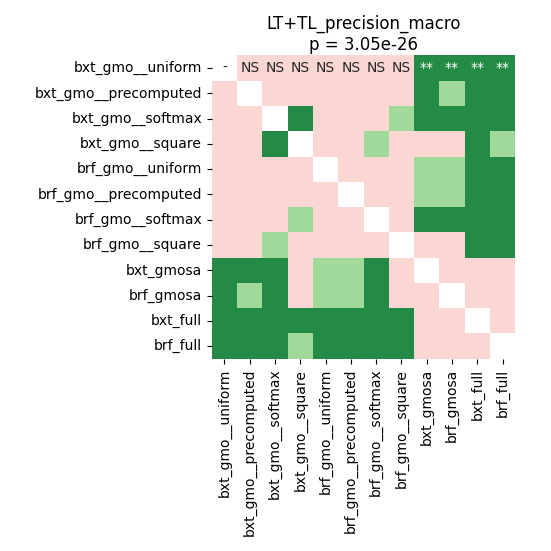 LT+TL_precision_macro
p = 3.05e-26
bxt_gmo__uniform - NS NS NS NS NS NS NS ** ** ** **
bxt_gmo__precomputed
bxt_gmo__softmax
bxt_gmo__square
brf_gmo__uniform
brf_gmo__precomputed
brf_gmo__softmax
brf_gmo__square
bxt_gmosa
brf_gmosa
bxt_full
brf_full
bxt_gmo__uniform
bxt_gmo__precomputed
bxt_gmo__softmax
bxt_gmo__square
brf_gmo__uniform
brf_gmo__precomputed
brf_gmo__softmax
brf_gmo__square
bxt_gmosa
brf_gmosa
bxt_full
brf_full